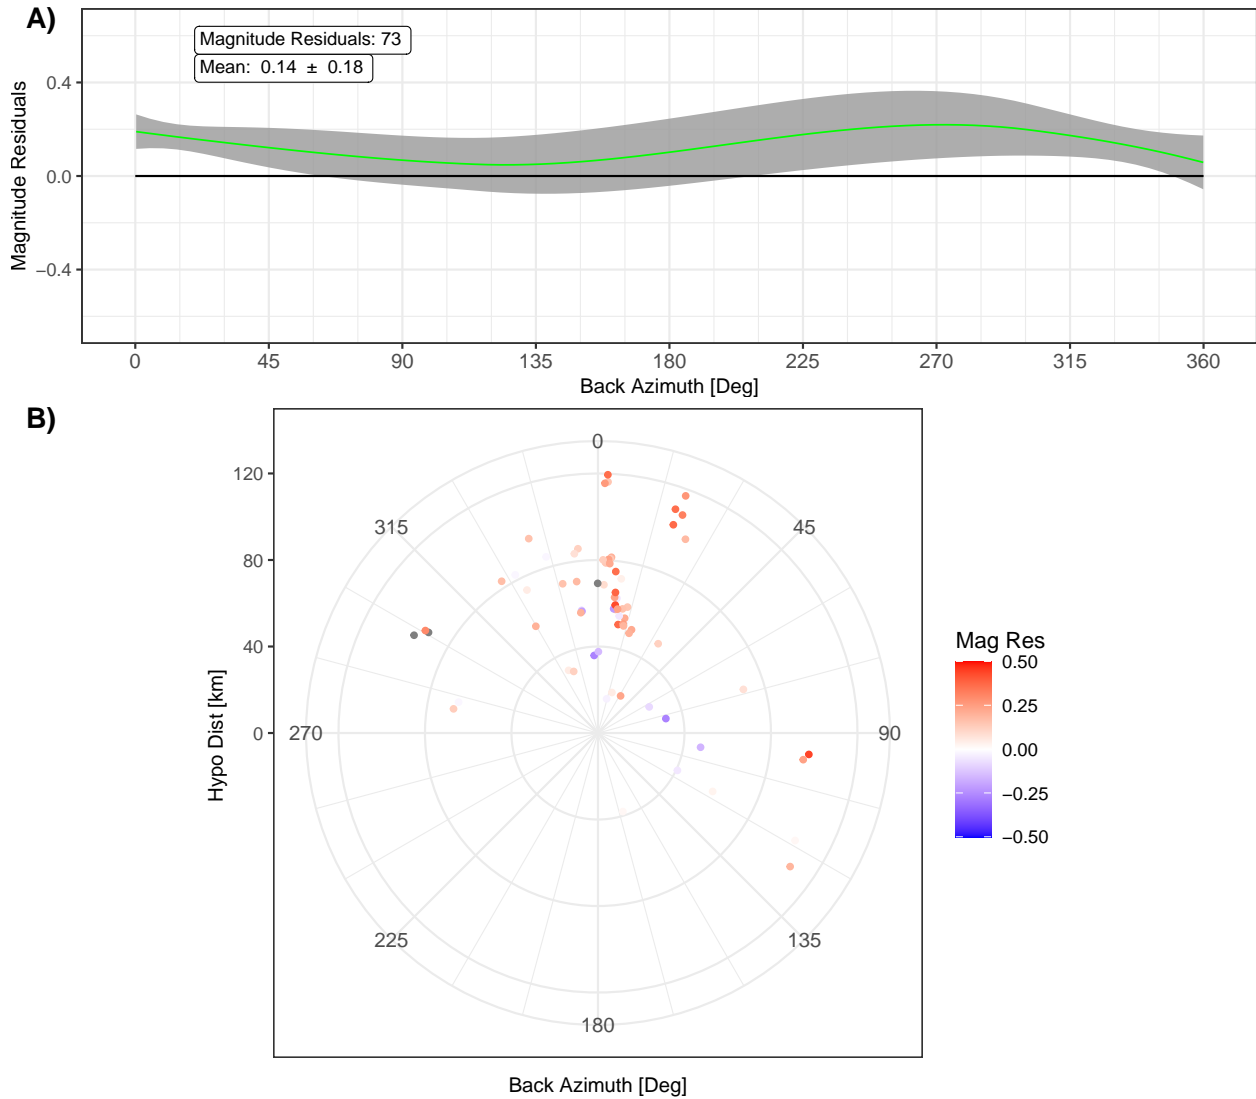 A)
Magnitude Residuals: 73
Mean:  0.14  ±  0.18
Magnitude Residuals
0.4
0.0
−0.4
0 45 90 135 180 225 270 315 360
Back Azimuth [Deg]
B)
Hypo Dist [km]
120
80
40
0
0
45
90
135
180
225
270
315
Back Azimuth [Deg]
Mag Res
0.50
0.25
0.00
−0.25
−0.50